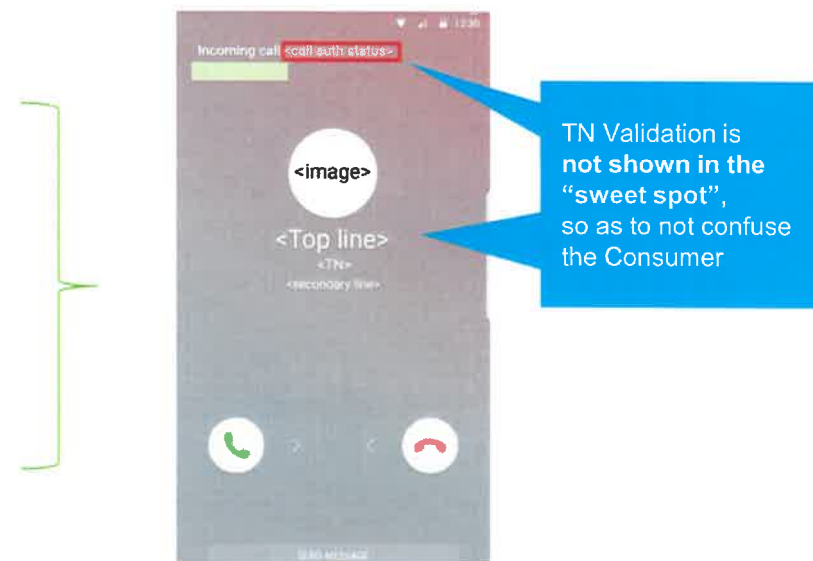 12:30
Incoming call <call auth status>
<image>
<Top line>
<TN>
<secondary line>
SEND MESSAGE
TN Validation is
not shown in the
“sweet spot”,
so as to not confuse
the Consumer